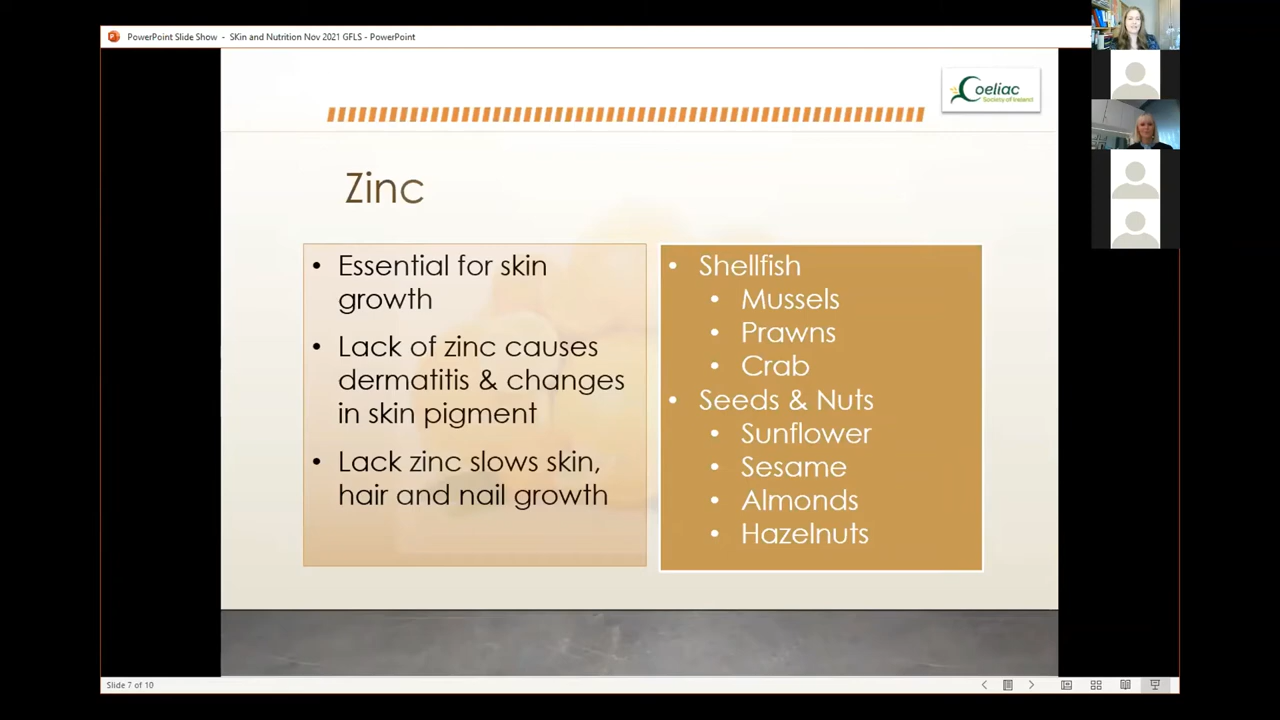 PowerPoint Slide Show - SKin and Nutrition Nov 2021 GFLS - PowerPoint
Coeliac
Society of Ireland
Zinc
• Essential for skin
growth
• Lack of zinc causes
dermatitis & changes
in skin pigment
• Lack zinc slows skin,
hair and nail growth
• Shellfish
• Mussels
• Prawns
• Crab
• Seeds & Nuts
• Sunflower
• Sesame
• Almonds
• Hazelnuts
Slide 7 of 10